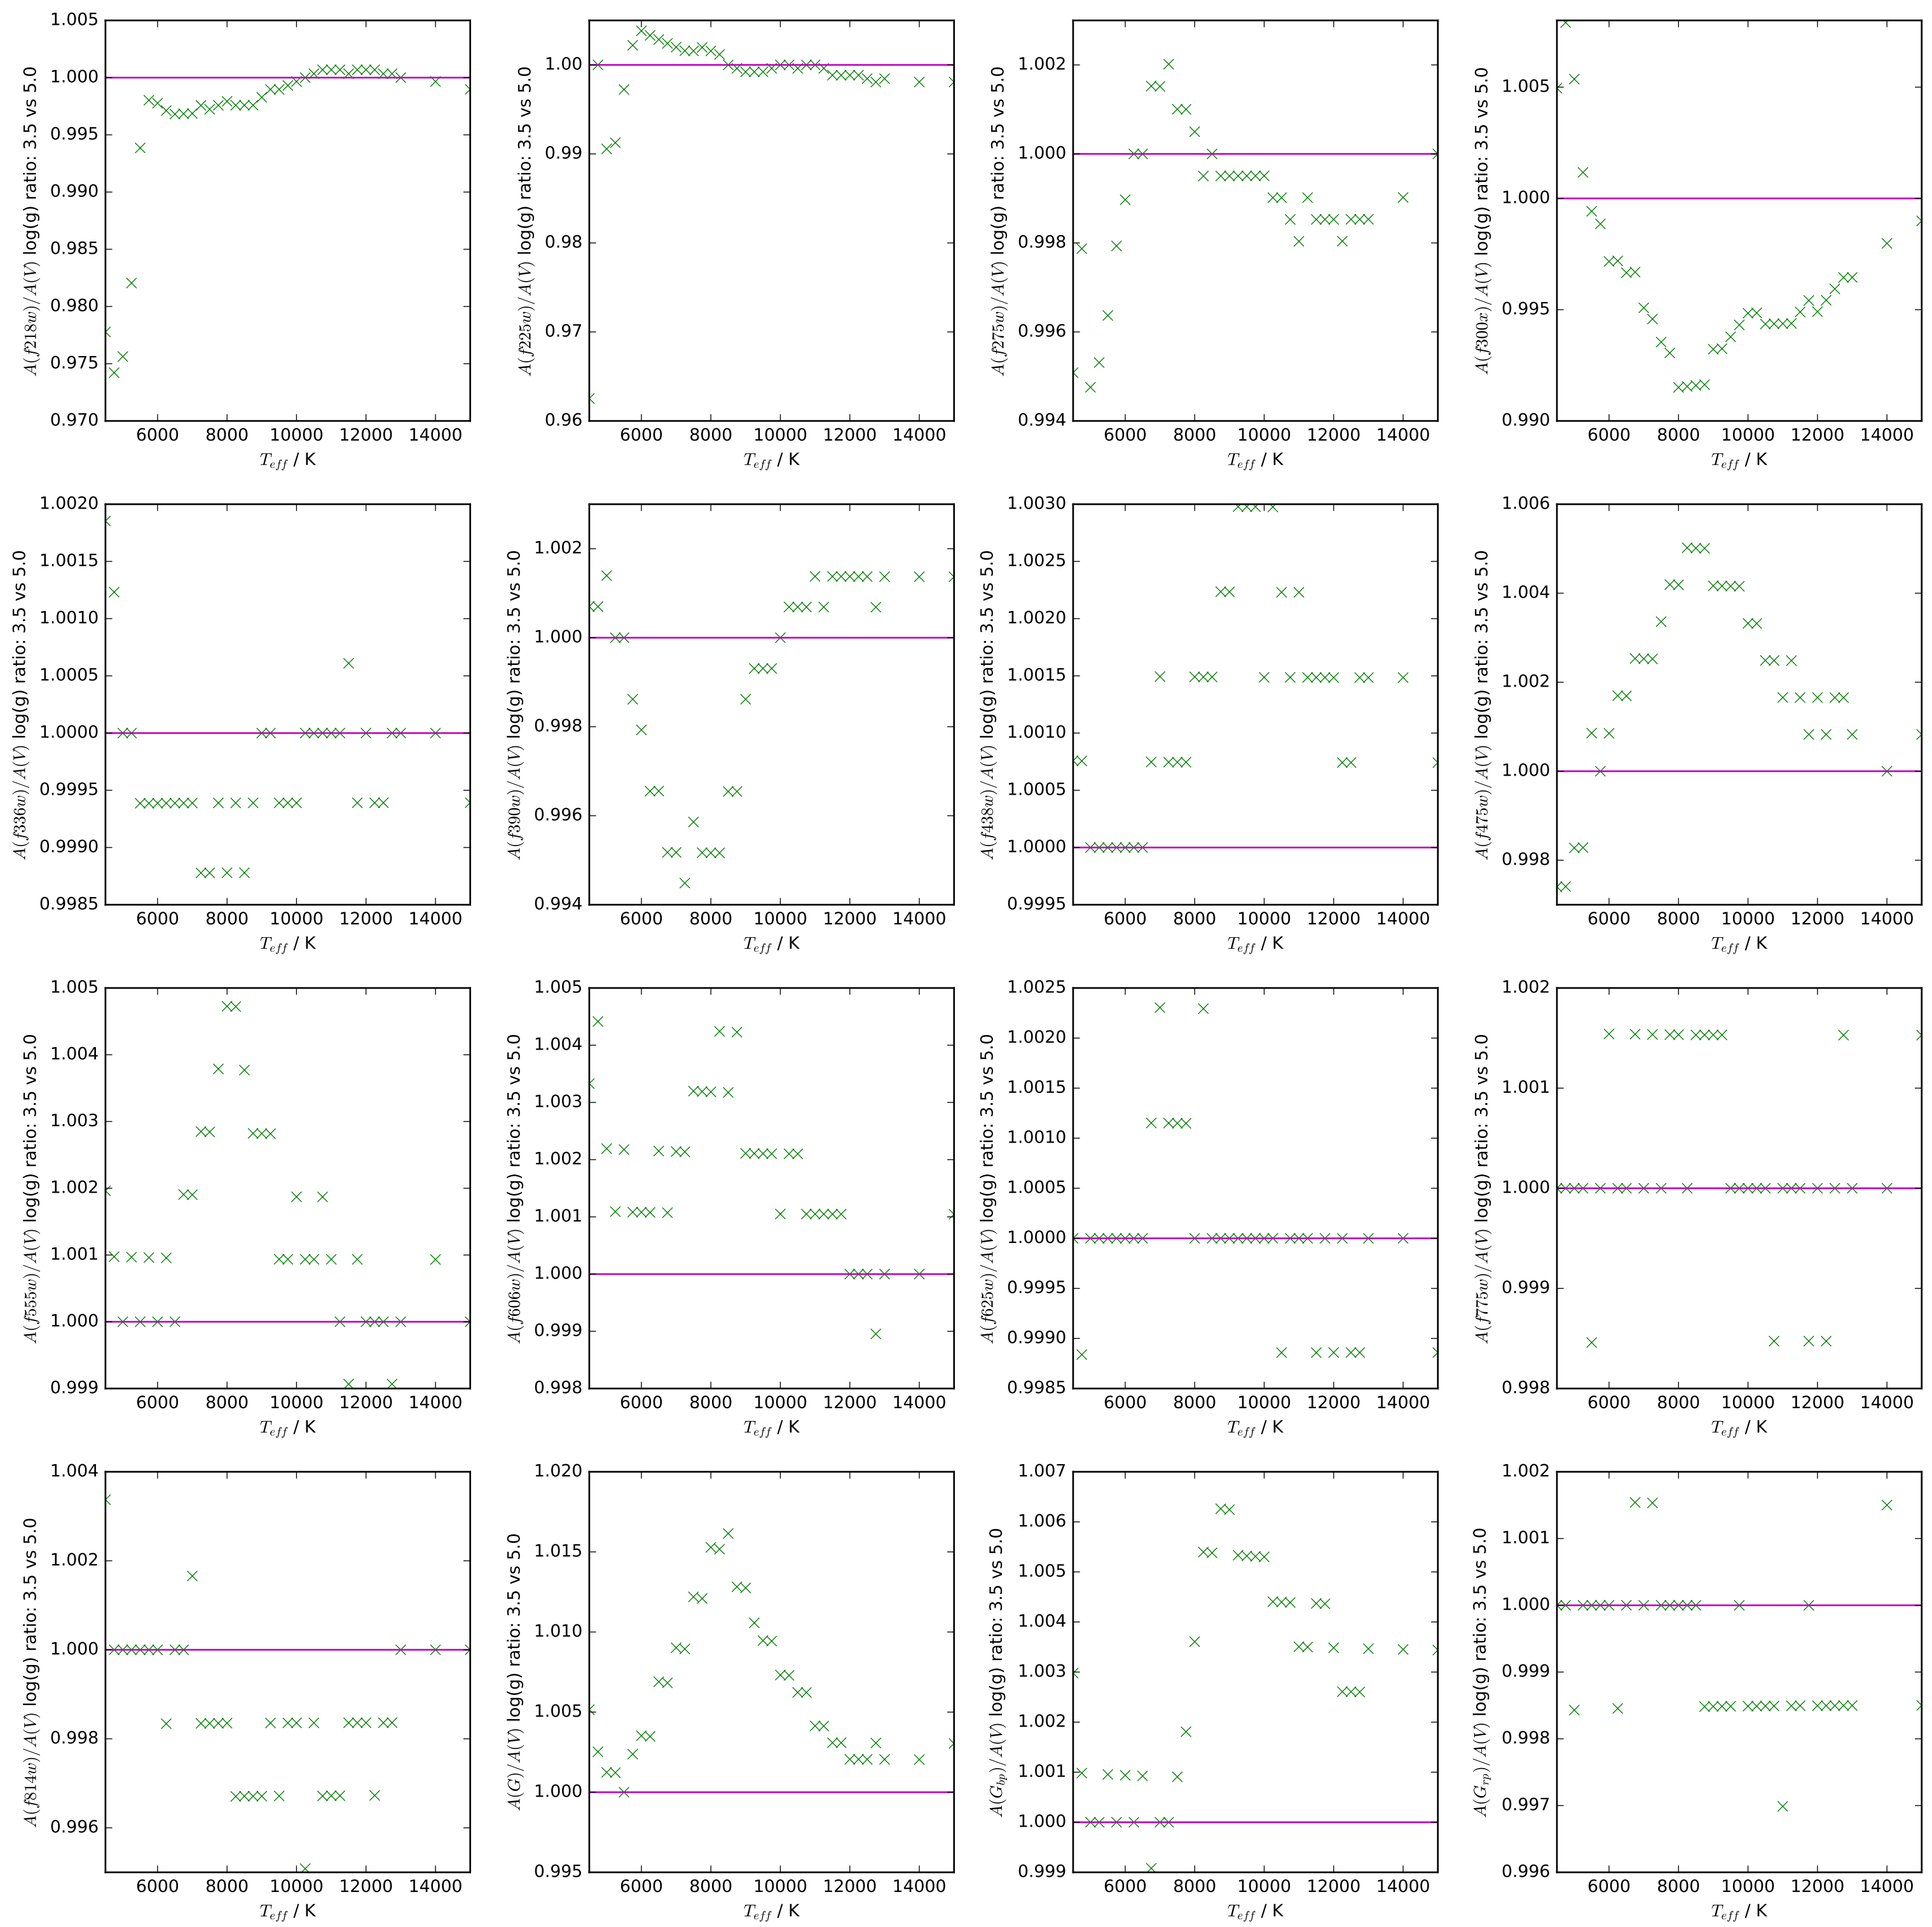 A(f218w)/A(V) log(g) ratio: 3.5 vs 5.0
1.005
1.000
0.995
0.990
0.985
0.980
0.975
0.970
6000 8000 10000 12000 14000
T_eff / K
A(f225w)/A(V) log(g) ratio: 3.5 vs 5.0
1.00
0.99
0.98
0.97
0.96
6000 8000 10000 12000 14000
T_eff / K
A(f275w)/A(V) log(g) ratio: 3.5 vs 5.0
1.002
1.000
0.998
0.996
0.994
6000 8000 10000 12000 14000
T_eff / K
A(f300x)/A(V) log(g) ratio: 3.5 vs 5.0
1.005
1.000
0.995
0.990
6000 8000 10000 12000 14000
T_eff / K
A(f336w)/A(V) log(g) ratio: 3.5 vs 5.0
1.0020
1.0015
1.0010
1.0005
1.0000
0.9995
0.9990
0.9985
6000 8000 10000 12000 14000
T_eff / K
A(f390w)/A(V) log(g) ratio: 3.5 vs 5.0
1.002
1.000
0.998
0.996
0.994
6000 8000 10000 12000 14000
T_eff / K
A(f438w)/A(V) log(g) ratio: 3.5 vs 5.0
1.0030
1.0025
1.0020
1.0015
1.0010
1.0005
1.0000
0.9995
6000 8000 10000 12000 14000
T_eff / K
A(f475w)/A(V) log(g) ratio: 3.5 vs 5.0
1.006
1.004
1.002
1.000
0.998
6000 8000 10000 12000 14000
T_eff / K
A(f555w)/A(V) log(g) ratio: 3.5 vs 5.0
1.005
1.004
1.003
1.002
1.001
1.000
0.999
6000 8000 10000 12000 14000
T_eff / K
A(f606w)/A(V) log(g) ratio: 3.5 vs 5.0
1.005
1.004
1.003
1.002
1.001
1.000
0.999
0.998
6000 8000 10000 12000 14000
T_eff / K
A(f625w)/A(V) log(g) ratio: 3.5 vs 5.0
1.0025
1.0020
1.0015
1.0010
1.0005
1.0000
0.9995
0.9990
0.9985
6000 8000 10000 12000 14000
T_eff / K
A(f775w)/A(V) log(g) ratio: 3.5 vs 5.0
1.002
1.001
1.000
0.999
0.998
6000 8000 10000 12000 14000
T_eff / K
A(f814w)/A(V) log(g) ratio: 3.5 vs 5.0
1.004
1.002
1.000
0.998
0.996
6000 8000 10000 12000 14000
T_eff / K
A(G)/A(V) log(g) ratio: 3.5 vs 5.0
1.020
1.015
1.010
1.005
1.000
0.995
6000 8000 10000 12000 14000
T_eff / K
A(G_bp)/A(V) log(g) ratio: 3.5 vs 5.0
1.007
1.006
1.005
1.004
1.003
1.002
1.001
1.000
0.999
6000 8000 10000 12000 14000
T_eff / K
A(G_rp)/A(V) log(g) ratio: 3.5 vs 5.0
1.002
1.001
1.000
0.999
0.998
0.997
0.996
6000 8000 10000 12000 14000
T_eff / K